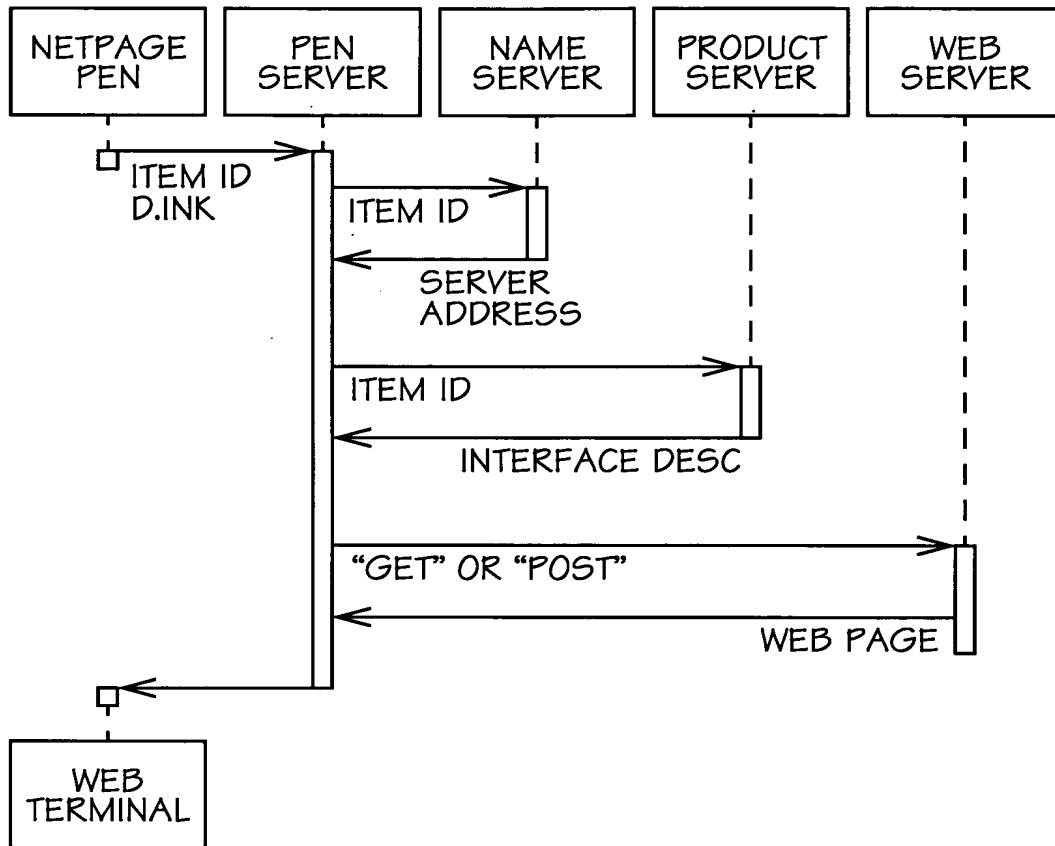 NETPAGE
PEN
PEN
SERVER
NAME
SERVER
PRODUCT
SERVER
WEB
SERVER
ITEM ID
D.INK
ITEM ID
SERVER
ADDRESS
ITEM ID
INTERFACE DESC
“GET” OR “POST”
WEB PAGE
WEB
TERMINAL